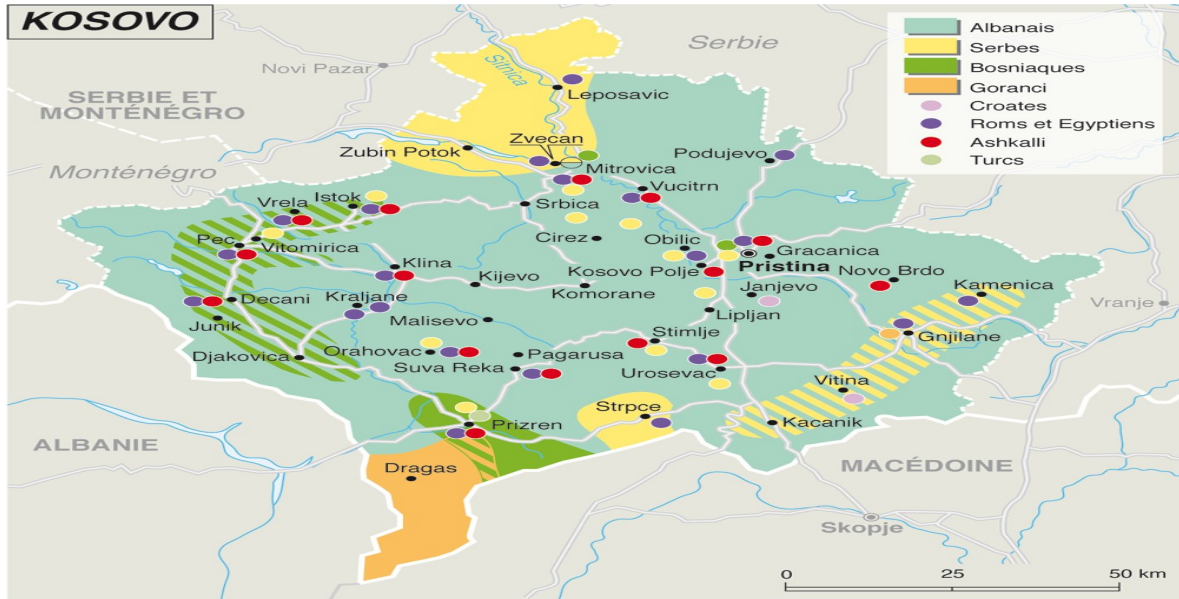 KOSOVO
Albanais
Serbes
Bosniaques
Goranci
Croates
Roms et Egyptiens
Ashkalli
Turcs
Serbie
Novi Pazar
Sitnica
SERBIE ET
MONTÉNÉGRO
Leposavic
Zvecan
Zubin Potok
Mitrovica
Podujevo
Monténégro
Vucitrn
Istok
Vrela
Srbica
Pec
Vitomirica
Cirez
Obilic
Gracanica
Pristina
Klina
Kijevo
Kosovo Polje
Novo Brdo
Komorane
Janjevo
Kamenica
Decani
Kraljane
Vranje
Junik
Malisevo
Lipljan
Stimlje
Gnjilane
Djakovica
Orahovac
Pagarusa
Suva Reka
Urosevac
Vitina
Strpce
Prizren
Kacanik
ALBANIE
Dragas
MACÉDOINE
Skopje
0
25
50 km